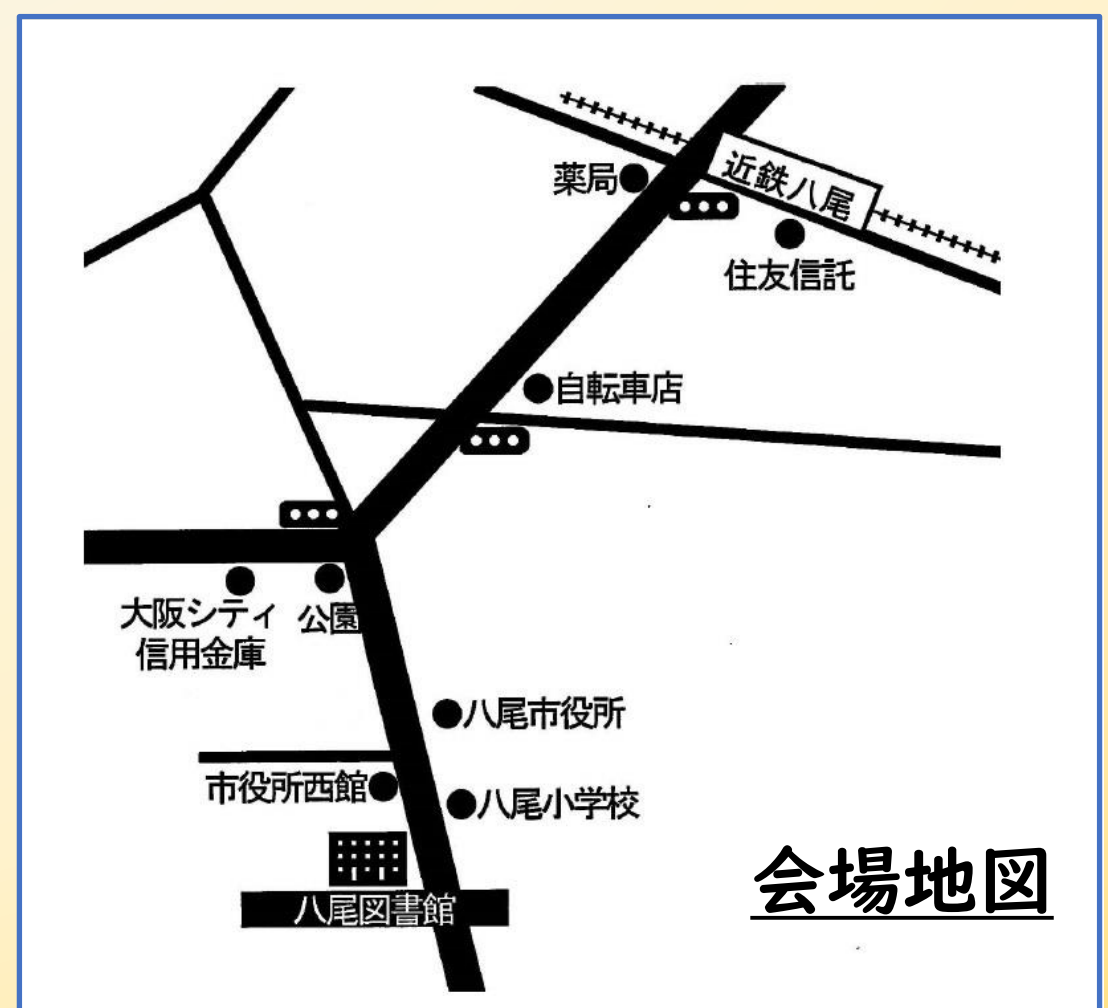 近鉄八尾
薬局
住友信託
自転車店
大阪シティ
信用金庫
公園
八尾市役所
市役所西館
八尾小学校
八尾図書館
会場地図